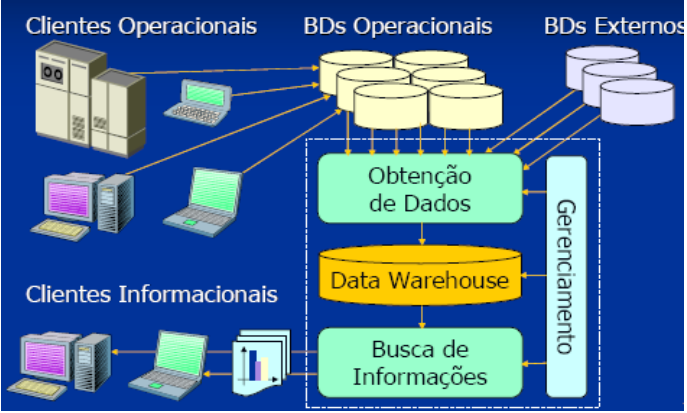 Clientes Operacionais
BDs Operacionais
BDs Externos
Obtenção
de Dados
Gerenciamento
Data Warehouse
Clientes Informacionais
Busca de
Informações